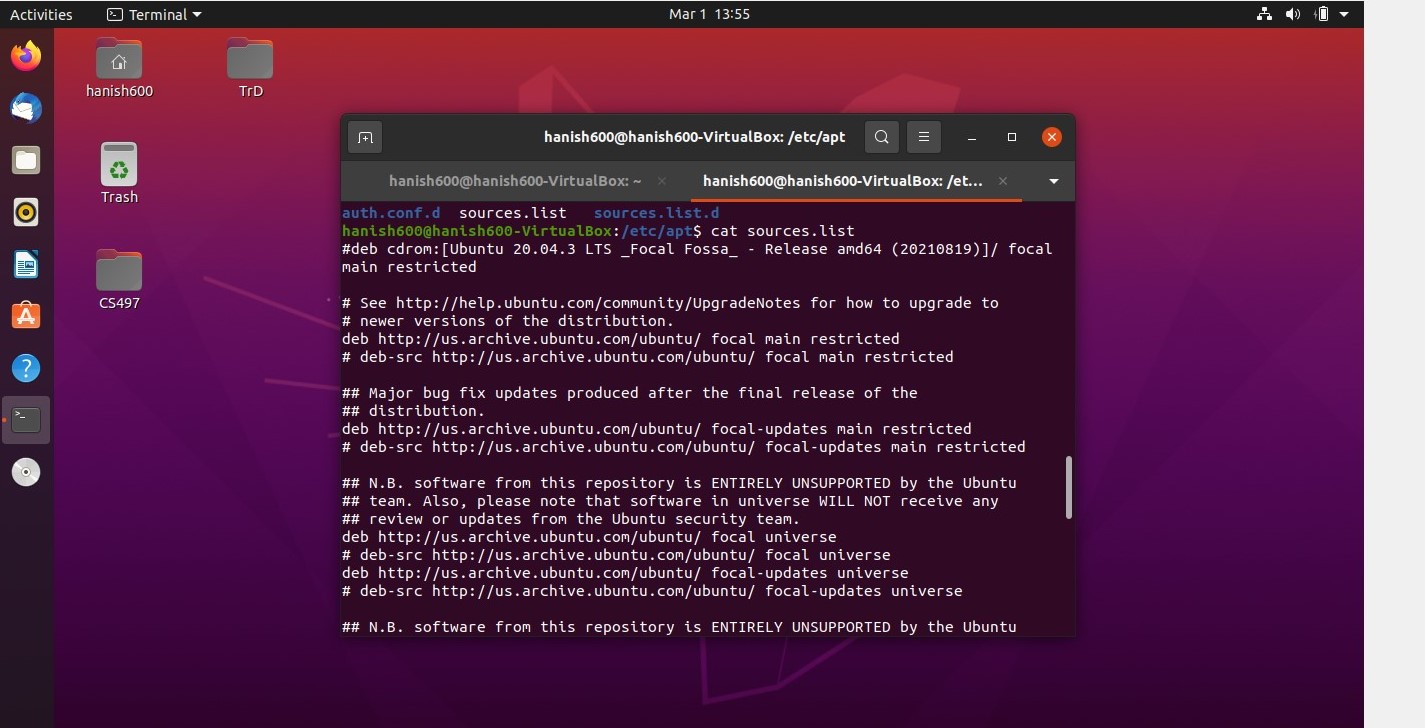 Activities Terminal Mar 1 13:55
hanish600 TrD
Trash
CS497
hanish600@hanish600-VirtualBox: /etc/apt
hanish600@hanish600-VirtualBox: ~ hanish600@hanish600-VirtualBox: /et...
auth.conf.d sources.list sources.list.d
hanish600@hanish600-VirtualBox:/etc/apt$ cat sources.list
#deb cdrom:[Ubuntu 20.04.3 LTS _Focal Fossa_ - Release amd64 (20210819)]/ focal
main restricted
# See http://help.ubuntu.com/community/UpgradeNotes for how to upgrade to
# newer versions of the distribution.
deb http://us.archive.ubuntu.com/ubuntu/ focal main restricted
# deb-src http://us.archive.ubuntu.com/ubuntu/ focal main restricted
## Major bug fix updates produced after the final release of the
## distribution.
deb http://us.archive.ubuntu.com/ubuntu/ focal-updates main restricted
# deb-src http://us.archive.ubuntu.com/ubuntu/ focal-updates main restricted
## N.B. software from this repository is ENTIRELY UNSUPPORTED by the Ubuntu
## team. Also, please note that software in universe WILL NOT receive any
## review or updates from the Ubuntu security team.
deb http://us.archive.ubuntu.com/ubuntu/ focal universe
# deb-src http://us.archive.ubuntu.com/ubuntu/ focal universe
deb http://us.archive.ubuntu.com/ubuntu/ focal-updates universe
# deb-src http://us.archive.ubuntu.com/ubuntu/ focal-updates universe
## N.B. software from this repository is ENTIRELY UNSUPPORTED by the Ubuntu